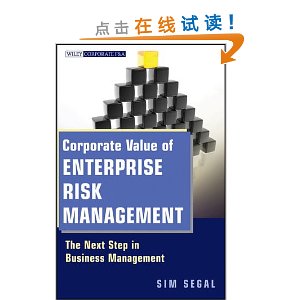 点击 在线试读!
WILEY CORPORATE F&A
Corporate Value of
ENTERPRISE
RISK
MANAGEMENT
The Next Step in
Business Management
SIM SEGAL